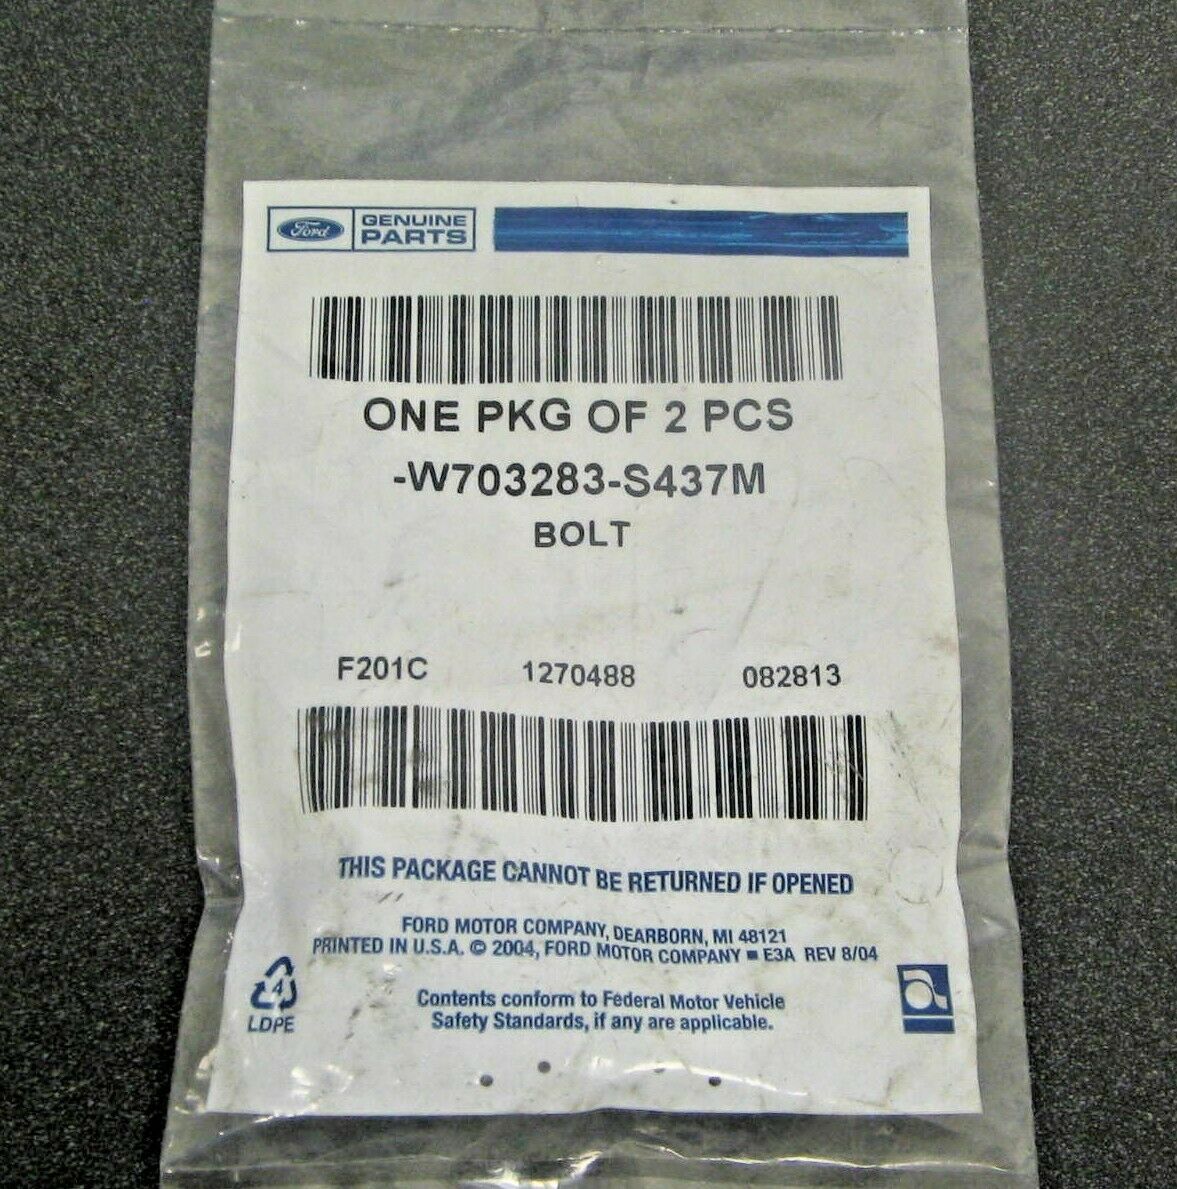 Ford GENUINE PARTS
ONE PKG OF 2 PCS
-W703283-S437M
BOLT
F201C 1270488 082813
THIS PACKAGE CANNOT BE RETURNED IF OPENED
FORD MOTOR COMPANY, DEARBORN, MI 48121
PRINTED IN U.S.A. © 2004, FORD MOTOR COMPANY ■ E3A REV 8/04
4
LDPE
Contents conform to Federal Motor Vehicle
Safety Standards, if any are applicable.
a